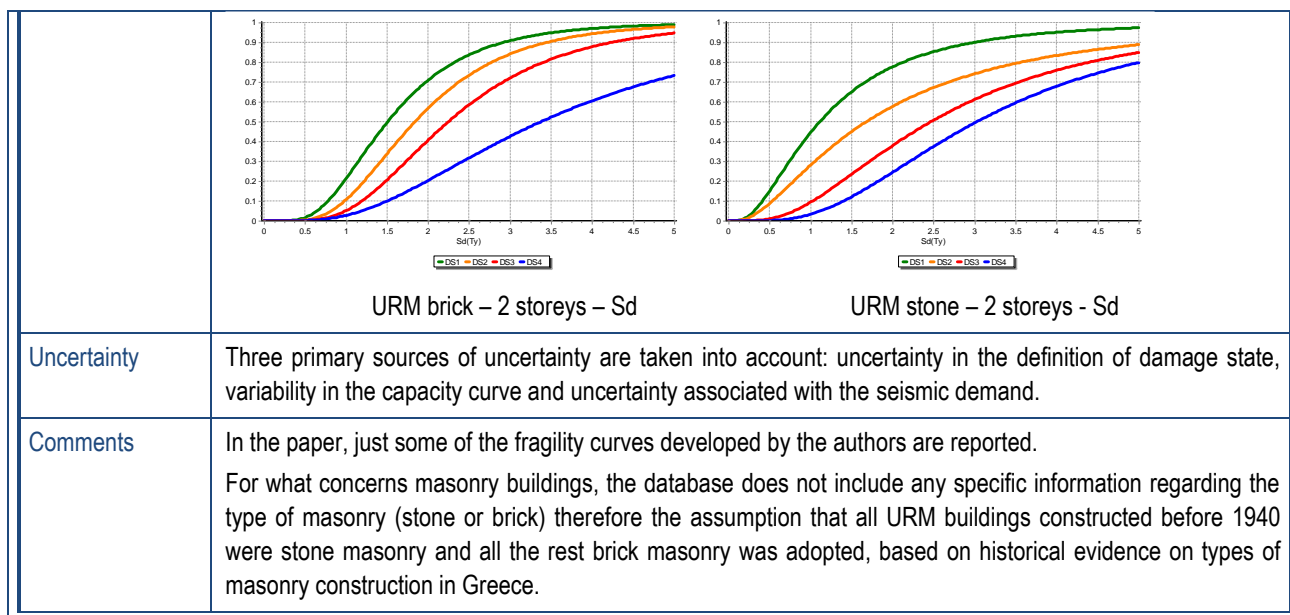 1
0.9
0.8
0.7
0.6
0.5
0.4
0.3
0.2
0.1
0
0 0.5 1 1.5 2 2.5 3 3.5 4 4.5 5
Sd(Ty)
DS1 DS2 DS3 DS4
URM brick – 2 storeys – Sd
1
0.9
0.8
0.7
0.6
0.5
0.4
0.3
0.2
0.1
0
0 0.5 1 1.5 2 2.5 3 3.5 4 4.5 5
Sd(Ty)
DS1 DS2 DS3 DS4
URM stone – 2 storeys - Sd
Uncertainty
Three primary sources of uncertainty are taken into account: uncertainty in the definition of damage state,
variability in the capacity curve and uncertainty associated with the seismic demand.
Comments
In the paper, just some of the fragility curves developed by the authors are reported.
For what concerns masonry buildings, the database does not include any specific information regarding the
type of masonry (stone or brick) therefore the assumption that all URM buildings constructed before 1940
were stone masonry and all the rest brick masonry was adopted, based on historical evidence on types of
masonry construction in Greece.